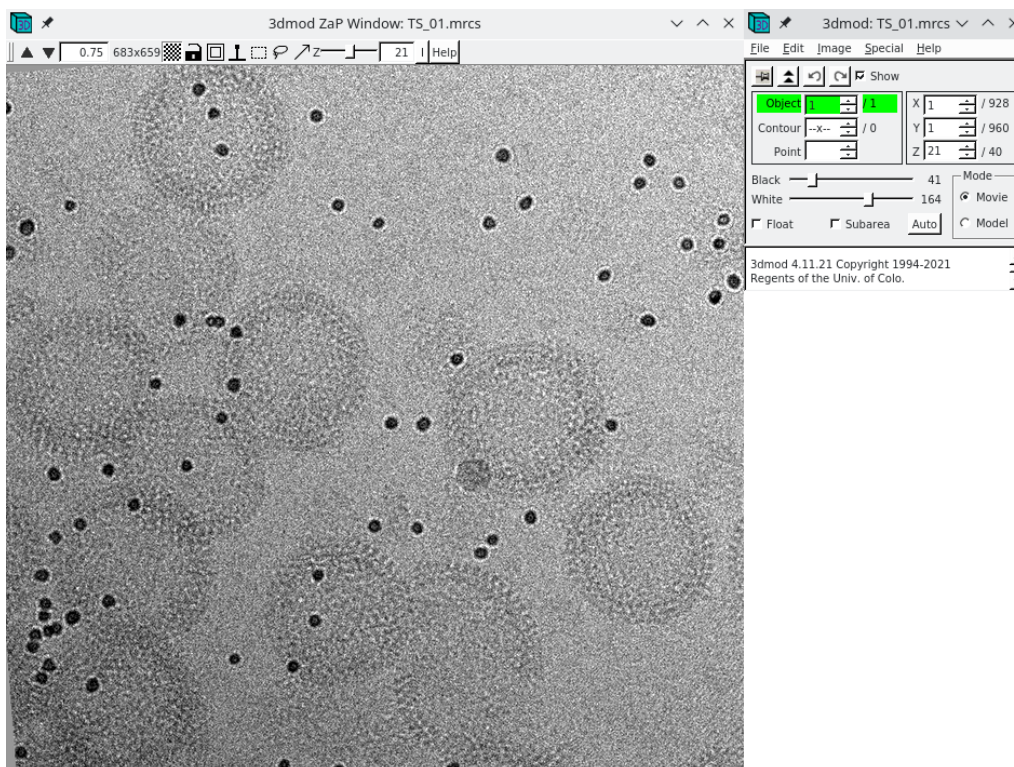 3dmod ZaP Window: TS_01.mrcs
0.75 683x659 Z 21 I Help
3dmod: TS_01.mrcs
File Edit Image Special Help
Show
Object 1 / 1 X 1 / 928
Contour --x-- / 0 Y 1 / 960
Point Z 21 / 40
Black 41 Mode
White 164 Movie
Float Subarea Auto Model
3dmod 4.11.21 Copyright 1994-2021
Regents of the Univ. of Colo.